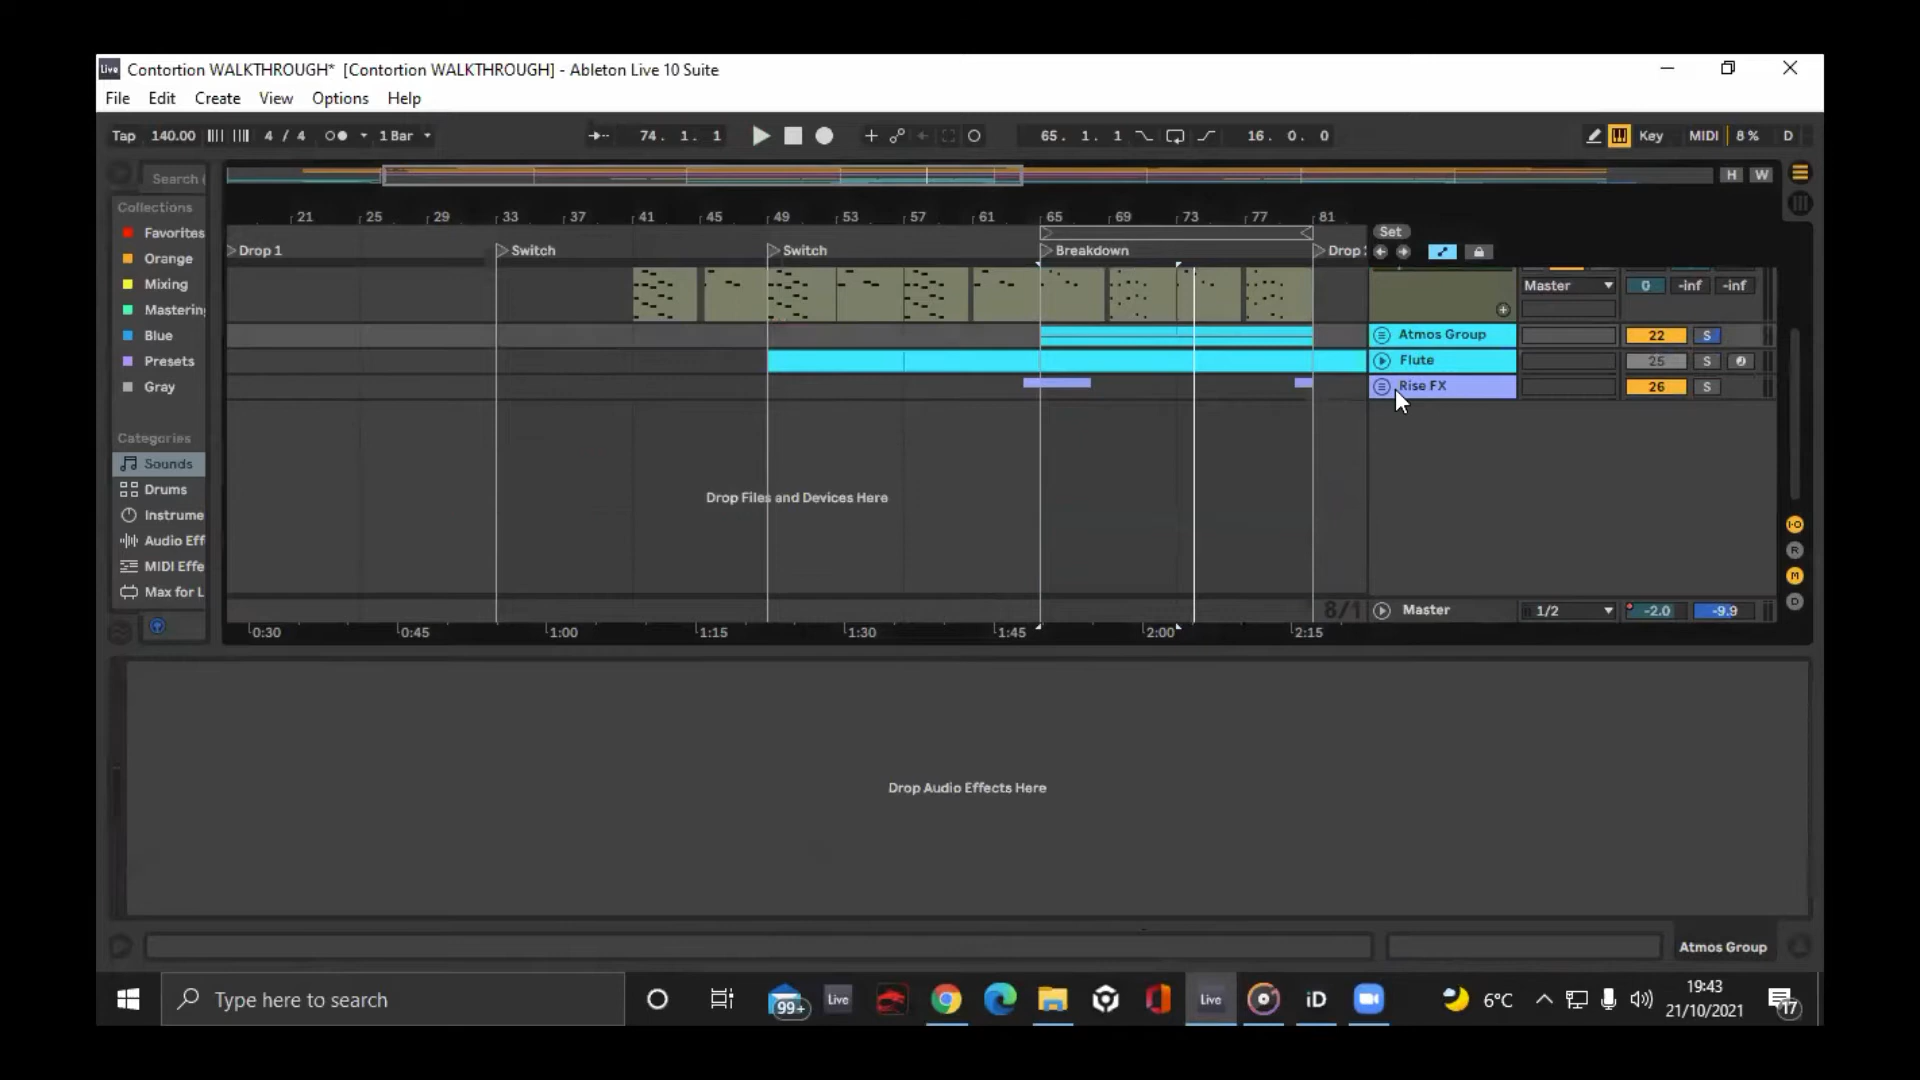 Live Contortion WALKTHROUGH* [Contortion WALKTHROUGH] - Ableton Live 10 Suite
File Edit Create View Options Help
Tap 140.00 4 / 4 1 Bar 74. 1. 1 65. 1. 1 16. 0. 0 Key MIDI 8 % D
Search (
H W
Collections
21 25 29 33 37 41 45 49 53 57 61 65 69 73 77 81
Set
Favorites
Drop 1 Switch Switch Breakdown Drop
Orange
Mixing
Master 0 -inf -inf
Mastering
Blue
Atmos Group 22 S
Presets
Flute 25 S
Gray
Rise FX 26 S
Categories
Sounds
Drums
Drop Files and Devices Here
Instrume
I·O
Audio Eff
R
MIDI Effe
M
Max for L
D
8/1 Master 1/2 -2.0 -9.9
0:30 0:45 1:00 1:15 1:30 1:45 2:00 2:15
Drop Audio Effects Here
Atmos Group
Type here to search
99+ Live Live iD
6°C
19:43
21/10/2021
17